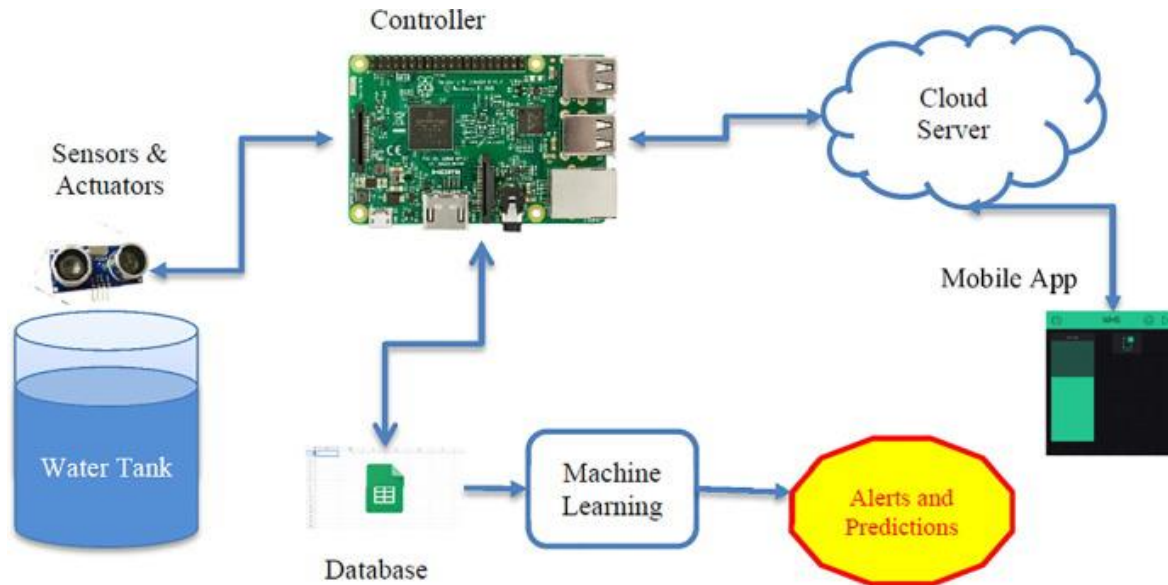 Controller
Cloud
Server
Sensors &
Actuators
Mobile App
Water Tank
Machine
Learning
Alerts and
Predictions
Database